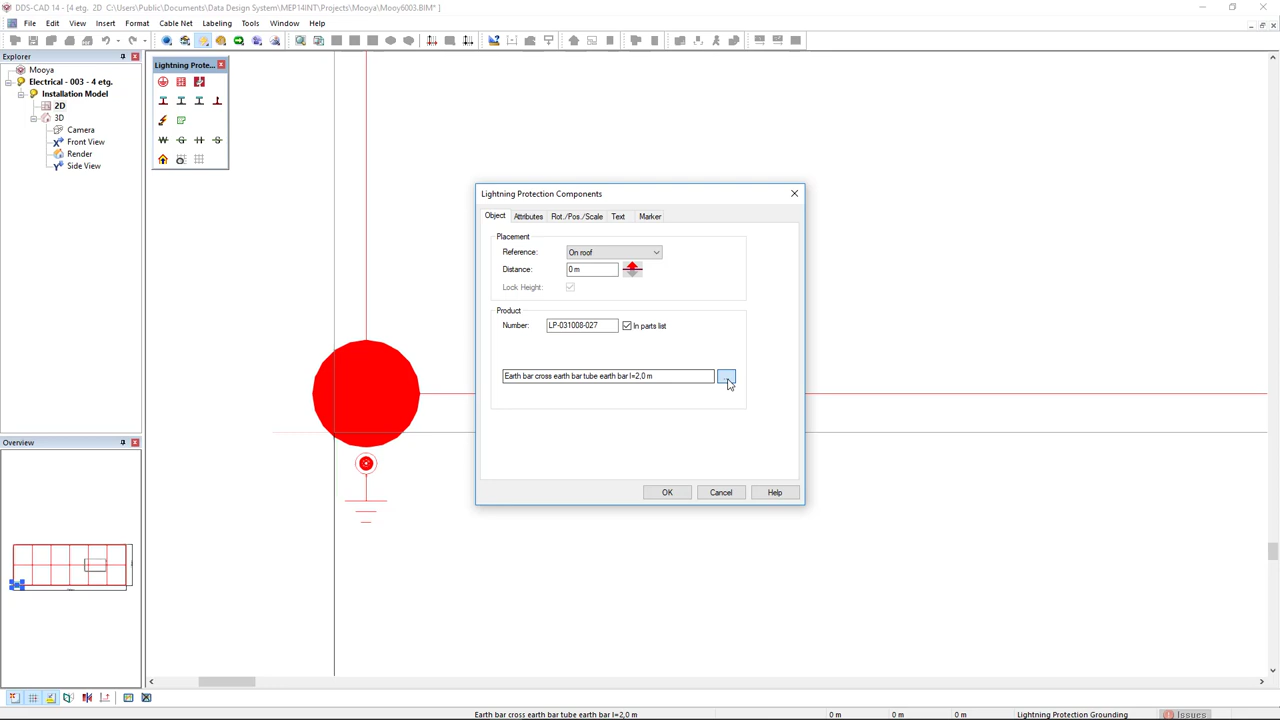 DDS-CAD 14 - [4 etg.  2D  C:\Users\Public\Documents\Data Design System\MEP14INT\Projects\Mooya\Mooy6003.BIM* ]
File Edit View Insert Format Cable Net Labeling Tools Window Help
Explorer
Lightning Prote...
Mooya
Electrical - 003 - 4 etg.
Installation Model
2D
3D
Camera
Front View
Render
Side View
W G H S
Lightning Protection Components
Object Attributes Rot./Pos./Scale Text Marker
Placement
Reference: On roof
Distance: 0 m
Lock Height:
Product
Number: LP-031008-027 In parts list
Earth bar cross earth bar tube earth bar l=2,0 m ...
OK Cancel Help
Overview
Earth bar cross earth bar tube earth bar l=2,0 m 0 m 0 m 0 m Lightning Protection Grounding Issues